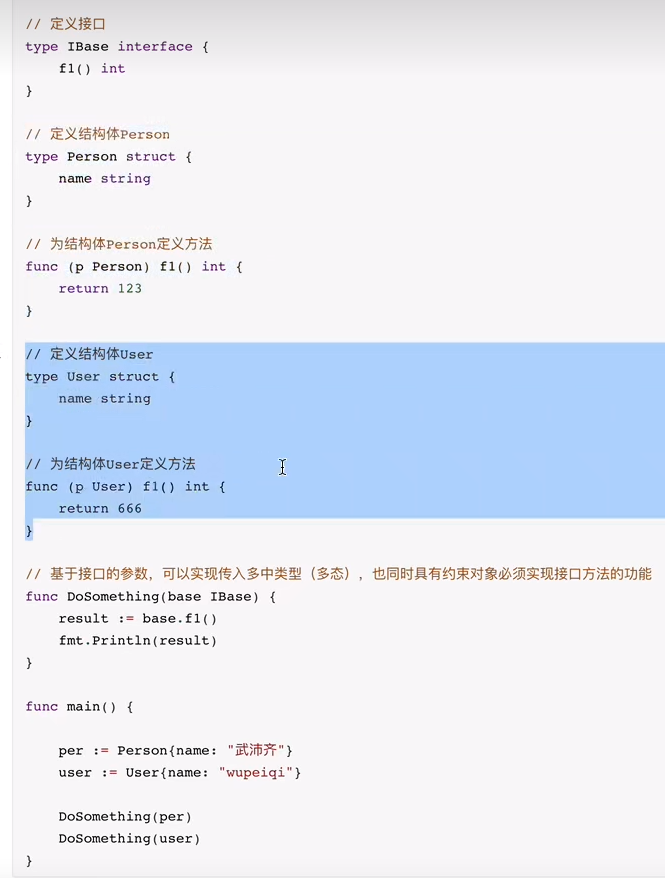 // 定义接口
type IBase interface {
    f1() int
}
// 定义结构体Person
type Person struct {
    name string
}
// 为结构体Person定义方法
func (p Person) f1() int {
    return 123
}
// 定义结构体User
type User struct {
    name string
}
// 为结构体User定义方法
func (p User) f1() int {
    return 666
}
// 基于接口的参数，可以实现传入多中类型（多态），也同时具有约束对象必须实现接口方法的功能
func DoSomething(base IBase) {
    result := base.f1()
    fmt.Println(result)
}
func main() {
    per := Person{name: "武沛齐"}
    user := User{name: "wupeiqi"}
    DoSomething(per)
    DoSomething(user)
}